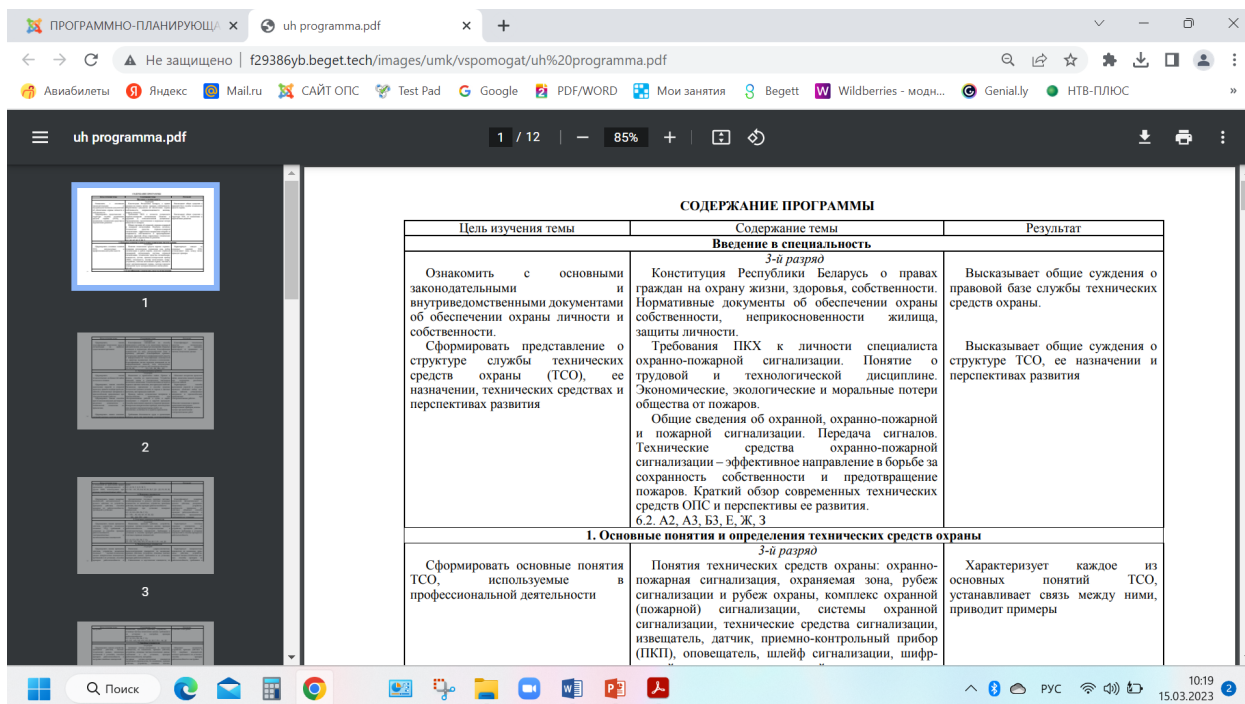 ПРОГРАММНО-ПЛАНИРУЮЩА
uh programma.pdf
Не защищено
f29386yb.beget.tech/images/umk/vspomogat/uh%20programma.pdf
Авиабилеты Яндекс Mail.ru САЙТ ОПС Test Pad Google PDF/WORD Мои занятия Begett Wildberries - модн... Genial.ly НТВ-ПЛЮС »
uh programma.pdf 1 / 12 85%
1
2
3
СОДЕРЖАНИЕ ПРОГРАММЫ
Цель изучения темы Содержание темы Результат
Введение в специальность
Ознакомить с основными
законодательными и
внутриведомственными документами
об обеспечении охраны личности и
собственности.
Сформировать представление о
структуре службы технических
средств охраны (ТСО), ее
назначении, технических средствах и
перспективах развития
3-й разряд
Конституция Республики Беларусь о правах
граждан на охрану жизни, здоровья, собственности.
Нормативные документы об обеспечении охраны
собственности, неприкосновенности жилища,
защиты личности.
Требования ПКХ к личности специалиста
охранно-пожарной сигнализации. Понятие о
трудовой и технологической дисциплине.
Экономические, экологические и моральные потери
общества от пожаров.
Общие сведения об охранной, охранно-пожарной
и пожарной сигнализации. Передача сигналов.
Технические средства охранно-пожарной
сигнализации – эффективное направление в борьбе за
сохранность собственности и предотвращение
пожаров. Краткий обзор современных технических
средств ОПС и перспективы ее развития.
6.2. А2, А3, Б3, Е, Ж, З
Высказывает общие суждения о
правовой базе службы технических
средств охраны.
Высказывает общие суждения о
структуре ТСО, ее назначении и
перспективах развития
1. Основные понятия и определения технических средств охраны
Сформировать основные понятия
ТСО, используемые в
профессиональной деятельности
3-й разряд
Понятия технических средств охраны: охранно-
пожарная сигнализация, охраняемая зона, рубеж
сигнализации и рубеж охраны, комплекс охранной
(пожарной) сигнализации, системы охранной
сигнализации, технические средства сигнализации,
извещатель, датчик, приемно-контрольный прибор
(ПКП), оповещатель, шлейф сигнализации, шифр-
Характеризует каждое из
основных понятий ТСО,
устанавливает связь между ними,
приводит примеры
Поиск
РУС
10:19
15.03.2023
2